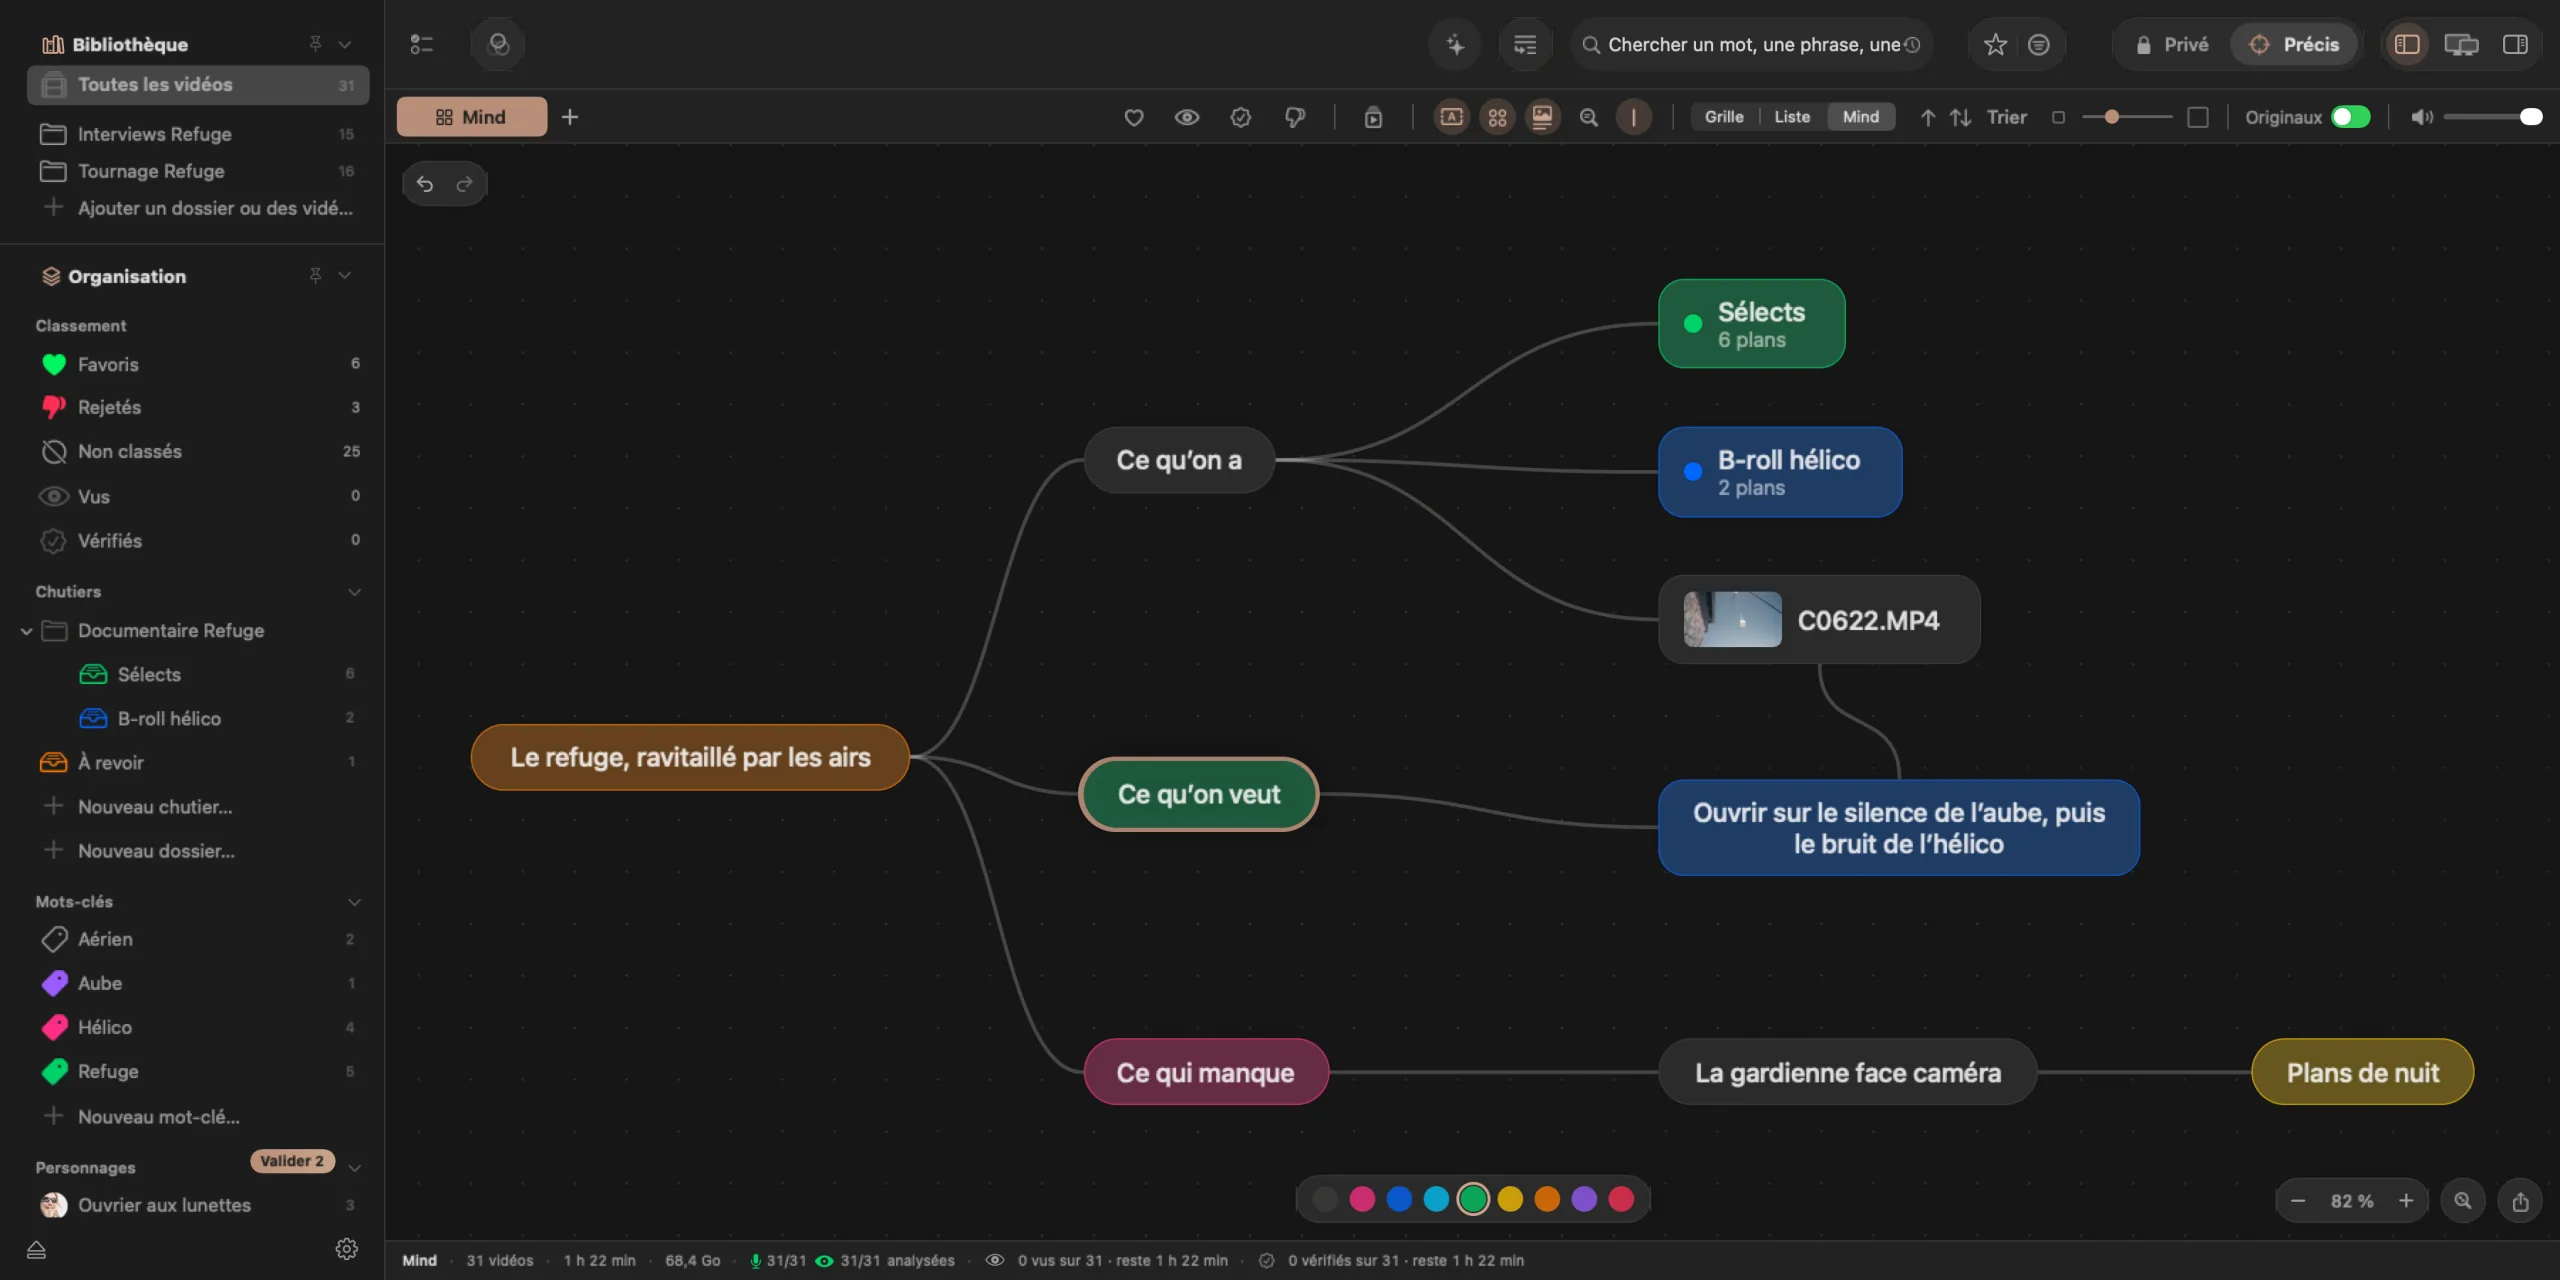 Bibliothèque
Toutes les vidéos 31
Interviews Refuge 15
Tournage Refuge 16
Ajouter un dossier ou des vidé...
Organisation
Classement
Favoris 6
Rejetés 3
Non classés 25
Vus 0
Vérifiés 0
Chutiers
Documentaire Refuge
Sélects 6
B-roll hélico 2
À revoir 1
Nouveau chutier...
Nouveau dossier...
Mots-clés
Aérien 2
Aube 1
Hélico 4
Refuge 5
Nouveau mot-clé...
Personnages Valider 2
Ouvrier aux lunettes 3
Chercher un mot, une phrase, une
Privé Précis
Mind
A
Grille Liste Mind Trier Originaux
Sélects
6 plans
Ce qu’on a
B-roll hélico
2 plans
C0622.MP4
Le refuge, ravitaillé par les airs
Ce qu’on veut
Ouvrir sur le silence de l’aube, puis
le bruit de l’hélico
Ce qui manque
La gardienne face caméra
Plans de nuit
82 %
Mind · 31 vidéos · 1 h 22 min · 68,4 Go · 31/31 31/31 analysées · 0 vus sur 31 · reste 1 h 22 min · 0 vérifiés sur 31 · reste 1 h 22 min